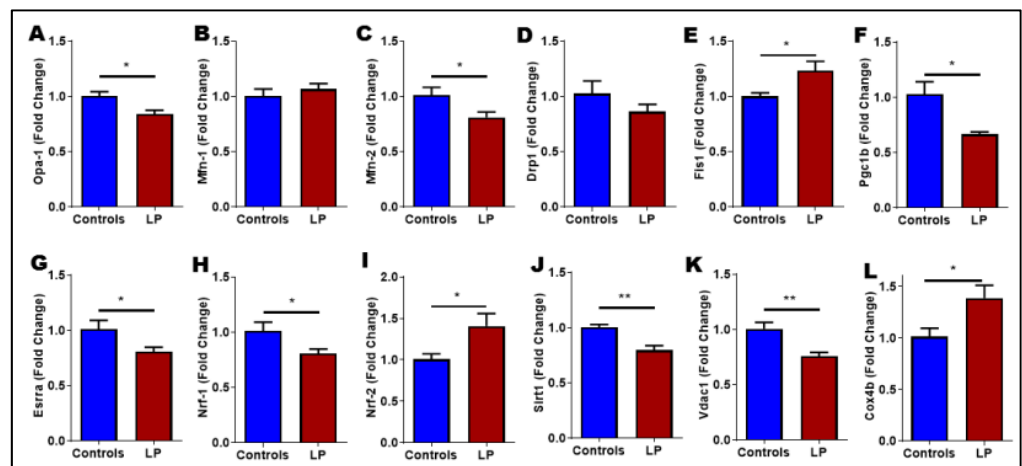 A B C D E F
1.5 1.5 1.5 1.5 1.5 1.5
* * * *
1.0 1.0 1.0 1.0 1.0 1.0
0.5 0.5 0.5 0.5 0.5 0.5
0.0 0.0 0.0 0.0 0.0 0.0
Opa-1 (Fold Change) Mfn-1 (Fold Change) Mfn-2 (Fold Change) Drp1 (Fold Change) Fis1 (Fold Change) Pgc1b (Fold Change)
Controls LP Controls LP Controls LP Controls LP Controls LP Controls LP
G H I J K L
1.5 1.5 2.0 1.5 1.5 1.5
* * * ** ** *
1.0 1.0 1.5 1.0 1.0 1.0
0.5 0.5 1.0 0.5 0.5 0.5
0.0 0.0 0.5 0.0 0.0 0.0
0.0
Esrra (Fold Change) Nrf-1 (Fold Change) Nrf-2 (Fold Change) Sirt1 (Fold Change) Vdac1 (Fold Change) Cox4b (Fold Change)
Controls LP Controls LP Controls LP Controls LP Controls LP Controls LP